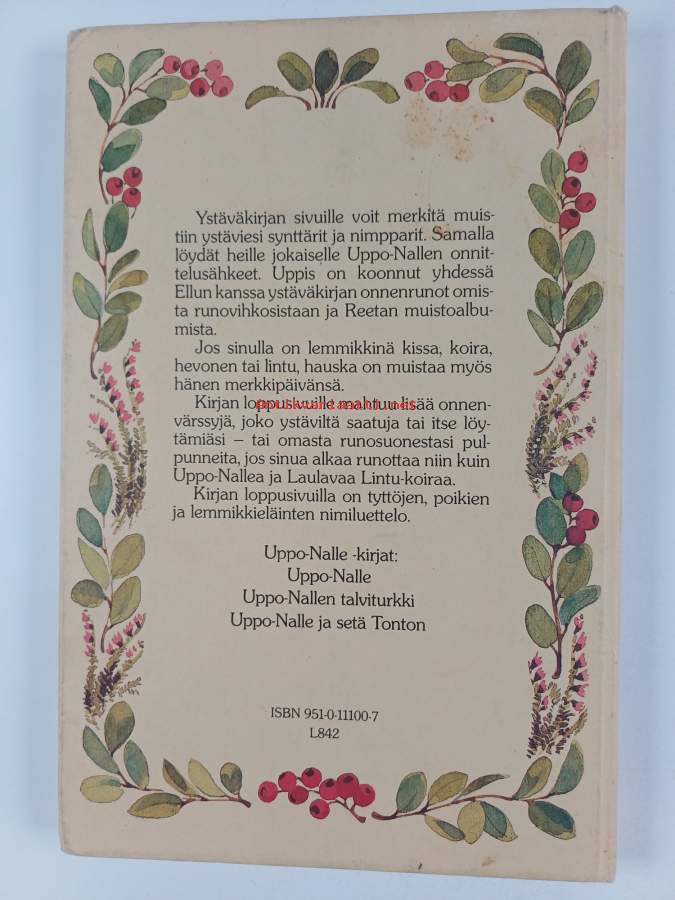 Ystäväkirjan sivuille voit merkitä muis-
tiin ystäviesi synttärit ja nimpparit. Samalla
löydät heille jokaiselle Uppo-Nallen onnit-
telusähkeet. Uppis on koonnut yhdessä
Ellun kanssa ystäväkirjan onnenrunot omis-
ta runovihkosistaan ja Reetan muistoalbu-
mista.
Jos sinulla on lemmikkinä kissa, koira,
hevonen tai lintu, hauska on muistaa myös
hänen merkkipäivänsä.
Kirjan loppusivuille mahtuu lisää onnen-
värssyjä, joko ystäviltä saatuja tai itse löy-
tämiäsi – tai omasta runosuonestasi pul-
punneita, jos sinua alkaa runottaa niin kuin
Uppo-Nallea ja Laulavaa Lintu-koiraa.
Kirjan loppusivuilla on tyttöjen, poikien
ja lemmikkieläinten nimiluettelo.
Uppo-Nalle -kirjat:
Uppo-Nalle
Uppo-Nallen talviturkki
Uppo-Nalle ja setä Tonton
ISBN 951-0-11100-7
L842